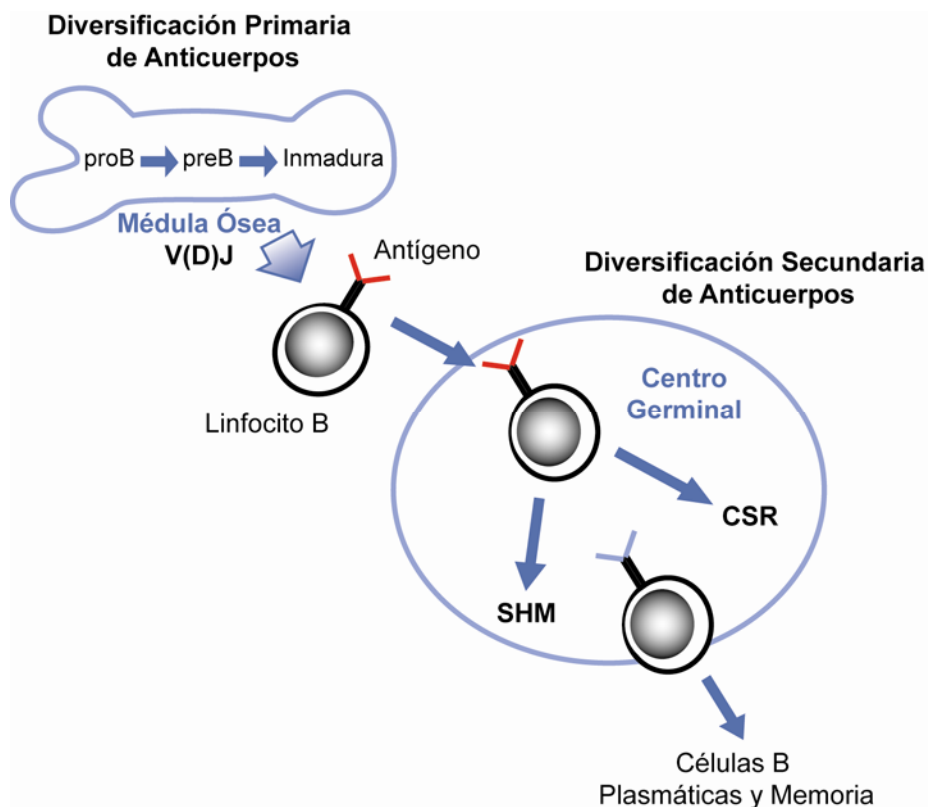 Diversificación Primaria
de Anticuerpos
proB
preB
Inmadura
Médula Ósea
V(D)J
Antígeno
Linfocito B
Diversificación Secundaria
de Anticuerpos
Centro
Germinal
CSR
SHM
Células B
Plasmáticas y Memoria